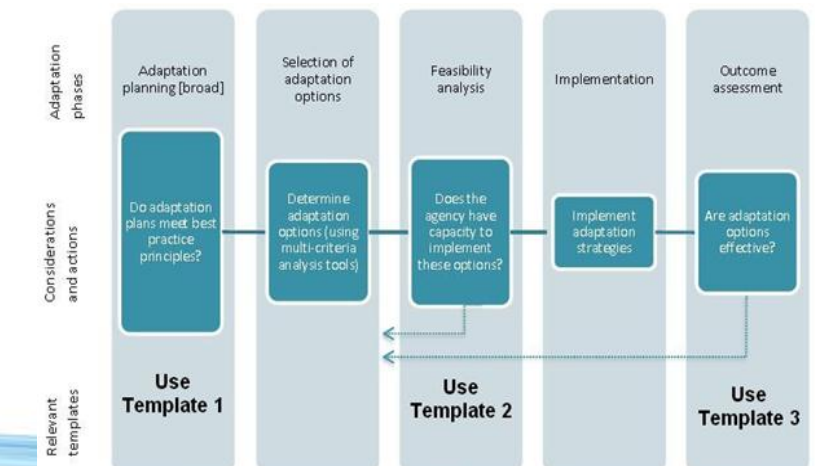 Adaptation
phases
Adaptation
planning [broad]
Selection of
adaptation
options
Feasibility
analysis
Implementation
Outcome
assessment
Considerations
and actions
Do adaptation
plans meet best
practice
principles?
Determine
adaptation
options (using
multi-criteria
analysis tools)
Does the
agency have
capacity to
implement
these options?
Implement
adaptation
strategies
Are adaptation
options
effective?
Relevant
templates
Use
Template 1
Use
Template 2
Use
Template 3